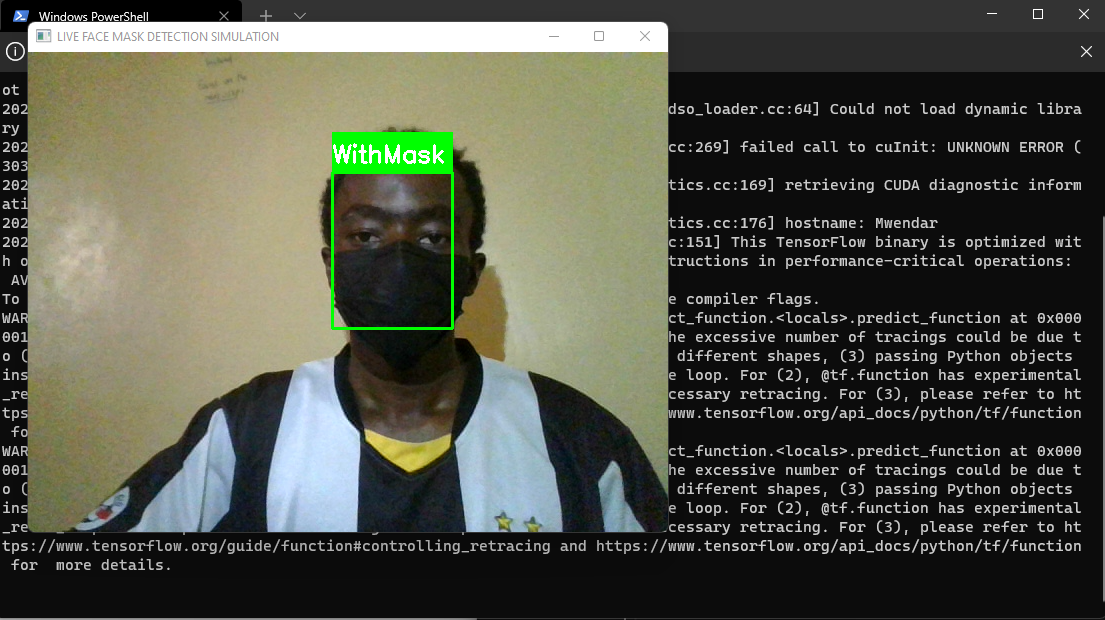 Windows PowerShell
LIVE FACE MASK DETECTION SIMULATION
WithMask
ot
202 dso_loader.cc:64] Could not load dynamic libra
ry
202 cc:269] failed call to cuInit: UNKNOWN ERROR (
303
202 tics.cc:169] retrieving CUDA diagnostic inform
ati
202 tics.cc:176] hostname: Mwendar
202 c:151] This TensorFlow binary is optimized wit
h o tructions in performance-critical operations:
AV
To e compiler flags.
WAR ct_function.<locals>.predict_function at 0x000
001 he excessive number of tracings could be due t
o ( different shapes, (3) passing Python objects
ins e loop. For (2), @tf.function has experimental
_re cessary retracing. For (3), please refer to ht
tps www.tensorflow.org/api_docs/python/tf/function
fo
WAR ct_function.<locals>.predict_function at 0x000
001 he excessive number of tracings could be due t
o ( different shapes, (3) passing Python objects
ins e loop. For (2), @tf.function has experimental
_re cessary retracing. For (3), please refer to ht
tps://www.tensorflow.org/guide/function#controlling_retracing and https://www.tensorflow.org/api_docs/python/tf/function
for  more details.